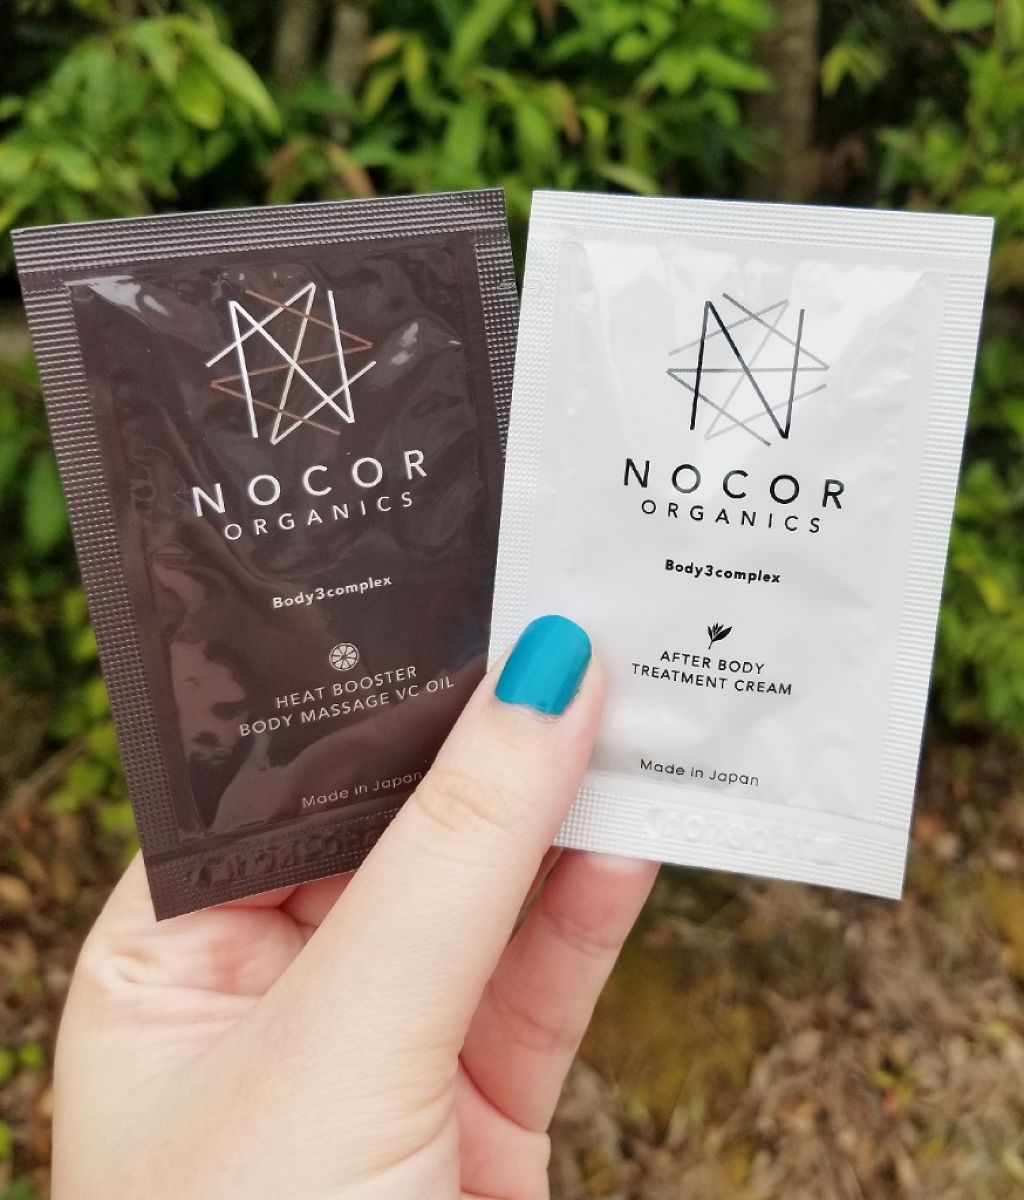 NOCOR
ORGANICS
Body3complex
HEAT BOOSTER
BODY MASSAGE VC OIL
Made in Japan
NOCOR
ORGANICS
Body3complex
AFTER BODY
TREATMENT CREAM
Made in Japan